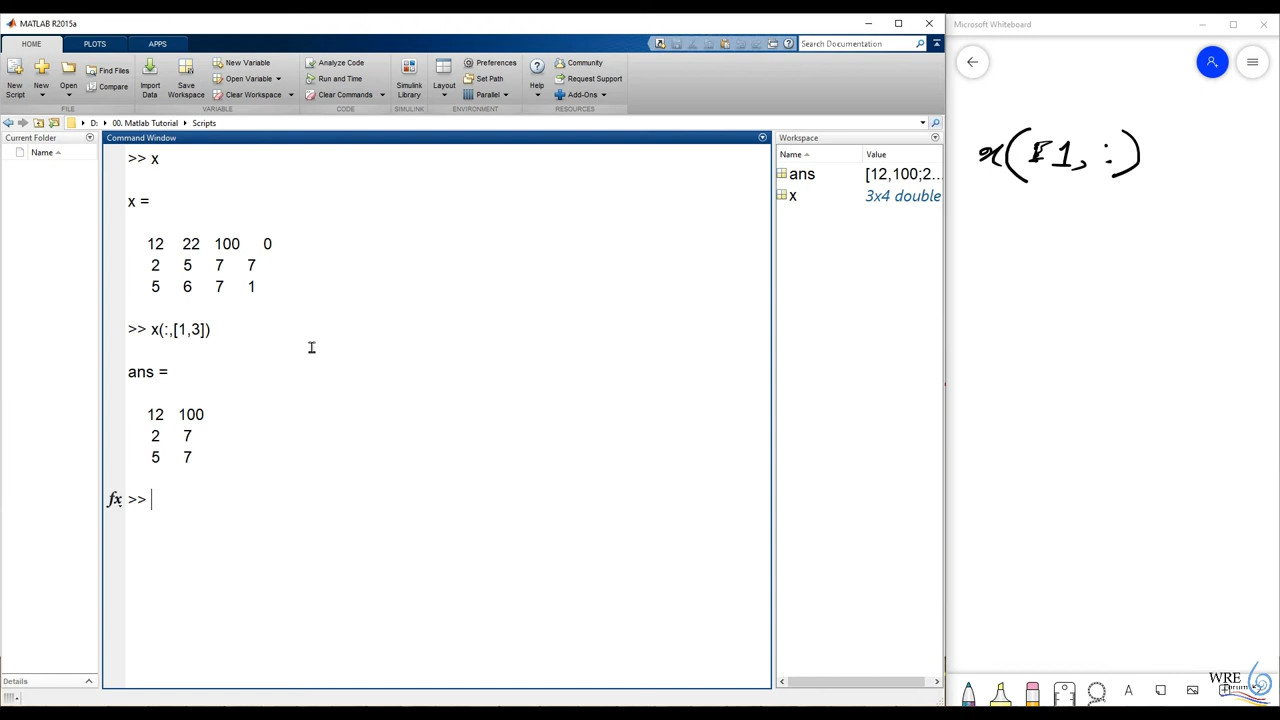 MATLAB R2015a
Microsoft Whiteboard
HOME PLOTS APPS
Search Documentation
New Script
New
Open
Find Files
Compare
FILE
Import Data
Save Workspace
New Variable
Open Variable
Clear Workspace
VARIABLE
Analyze Code
Run and Time
Clear Commands
CODE
Simulink Library
SIMULINK
Layout
Preferences
Set Path
Parallel
ENVIRONMENT
Help
Community
Request Support
Add-Ons
RESOURCES
D: 00. Matlab Tutorial Scripts
Current Folder
Name
Details
Command Window
>> x
x =
12 22 100 0
2 5 7 7
5 6 7 1
>> x(:,[1,3])
ans =
12 100
2 7
5 7
fx >>
Workspace
Name Value
ans [12,100;2...
x 3x4 double
x( 1, :)
WRE
Forum